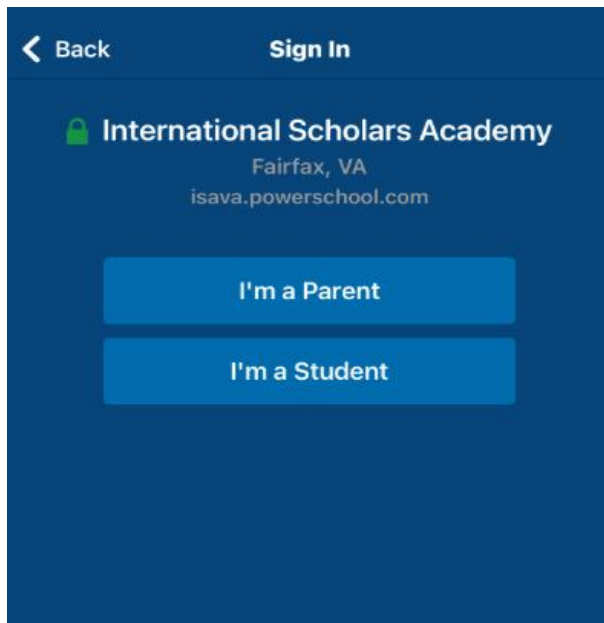 Back
Sign In
International Scholars Academy
Fairfax, VA
isava.powerschool.com
I'm a Parent
I'm a Student